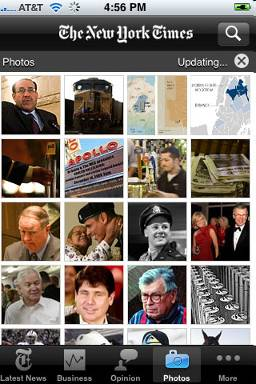 AT&T 4:56 PM
The New York Times
Photos Updating...
APOLLO
Latest News Business Opinion Photos More